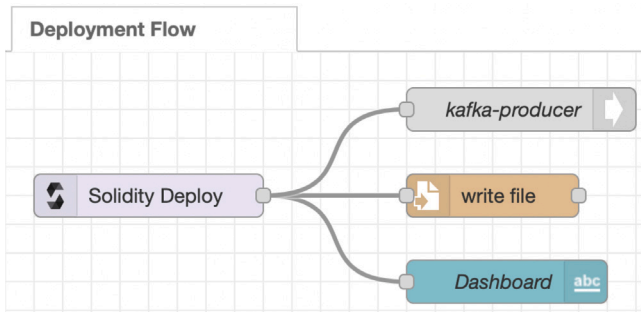 Deployment Flow
kafka-producer
Solidity Deploy
write file
Dashboard
abc